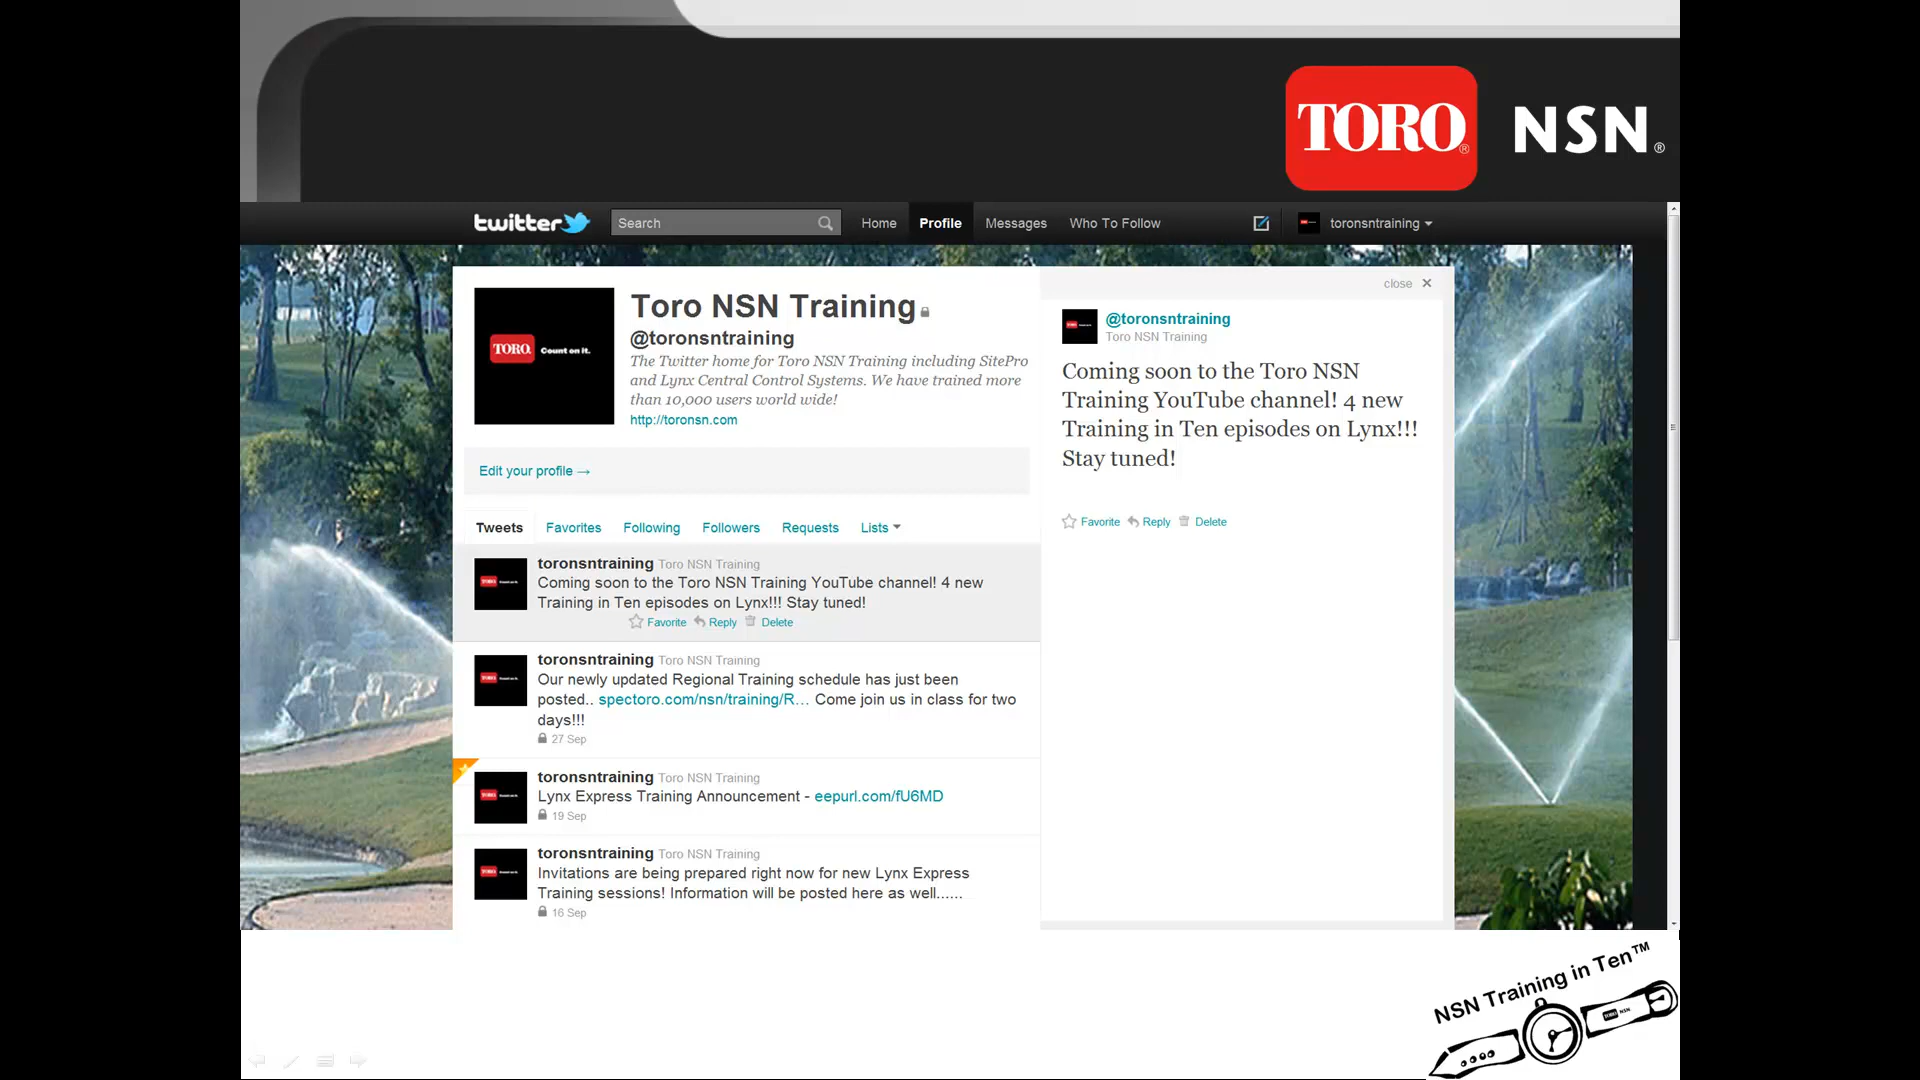 TORO® NSN®
twitter Search Home Profile Messages Who To Follow toronsntraining
close ×
Toro NSN Training
@toronsntraining
The Twitter home for Toro NSN Training including SitePro
and Lynx Central Control Systems. We have trained more
than 10,000 users world wide!
http://toronsn.com
TORO. Count on it.
Edit your profile →
Tweets Favorites Following Followers Requests Lists
toronsntraining Toro NSN Training
Coming soon to the Toro NSN Training YouTube channel! 4 new
Training in Ten episodes on Lynx!!! Stay tuned!
Favorite Reply Delete
toronsntraining Toro NSN Training
Our newly updated Regional Training schedule has just been
posted.. spectoro.com/nsn/training/R... Come join us in class for two
days!!!
27 Sep
toronsntraining Toro NSN Training
Lynx Express Training Announcement - eepurl.com/fU6MD
19 Sep
toronsntraining Toro NSN Training
Invitations are being prepared right now for new Lynx Express
Training sessions! Information will be posted here as well......
16 Sep
@toronsntraining
Toro NSN Training
Coming soon to the Toro NSN
Training YouTube channel! 4 new
Training in Ten episodes on Lynx!!!
Stay tuned!
Favorite Reply Delete
NSN Training in Ten™
TORO NSN